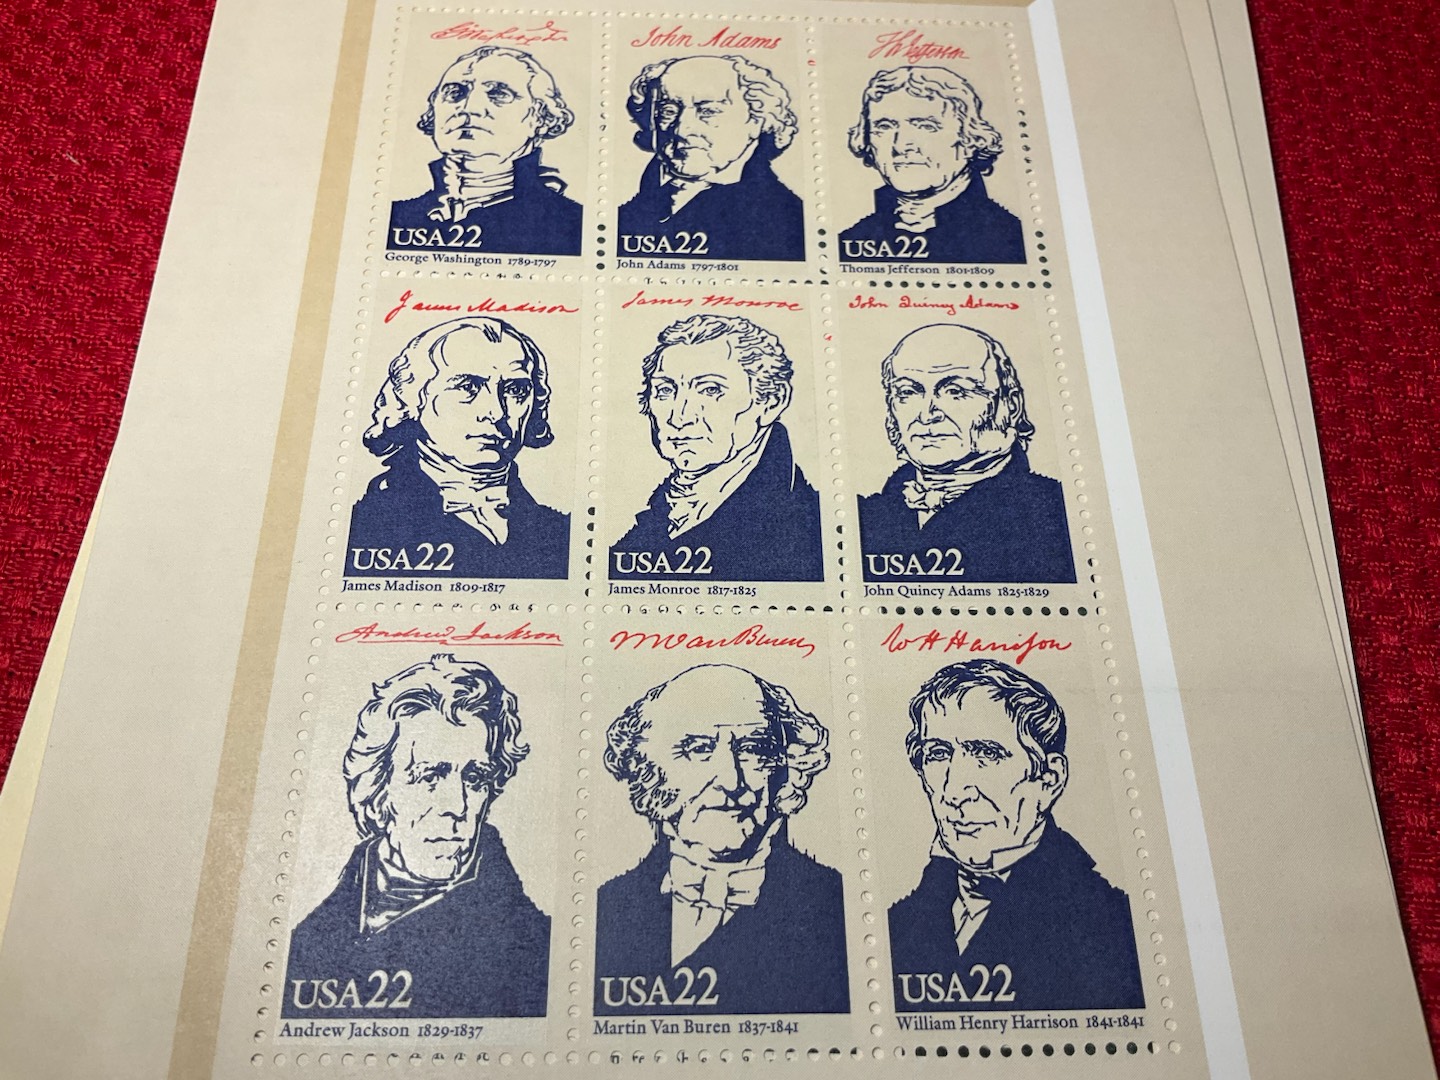 John Adams
Th Jefferson
USA22
George Washington 1789-1797
USA22
John Adams 1797-1801
USA22
Thomas Jefferson 1801-1809
James Madison
James Monroe
John Quincy Adams
USA22
James Madison 1809-1817
USA22
James Monroe 1817-1825
USA22
John Quincy Adams 1825-1829
Andrew Jackson
M Van Buren
W H Harrison
USA22
Andrew Jackson 1829-1837
USA22
Martin Van Buren 1837-1841
USA22
William Henry Harrison 1841-1841